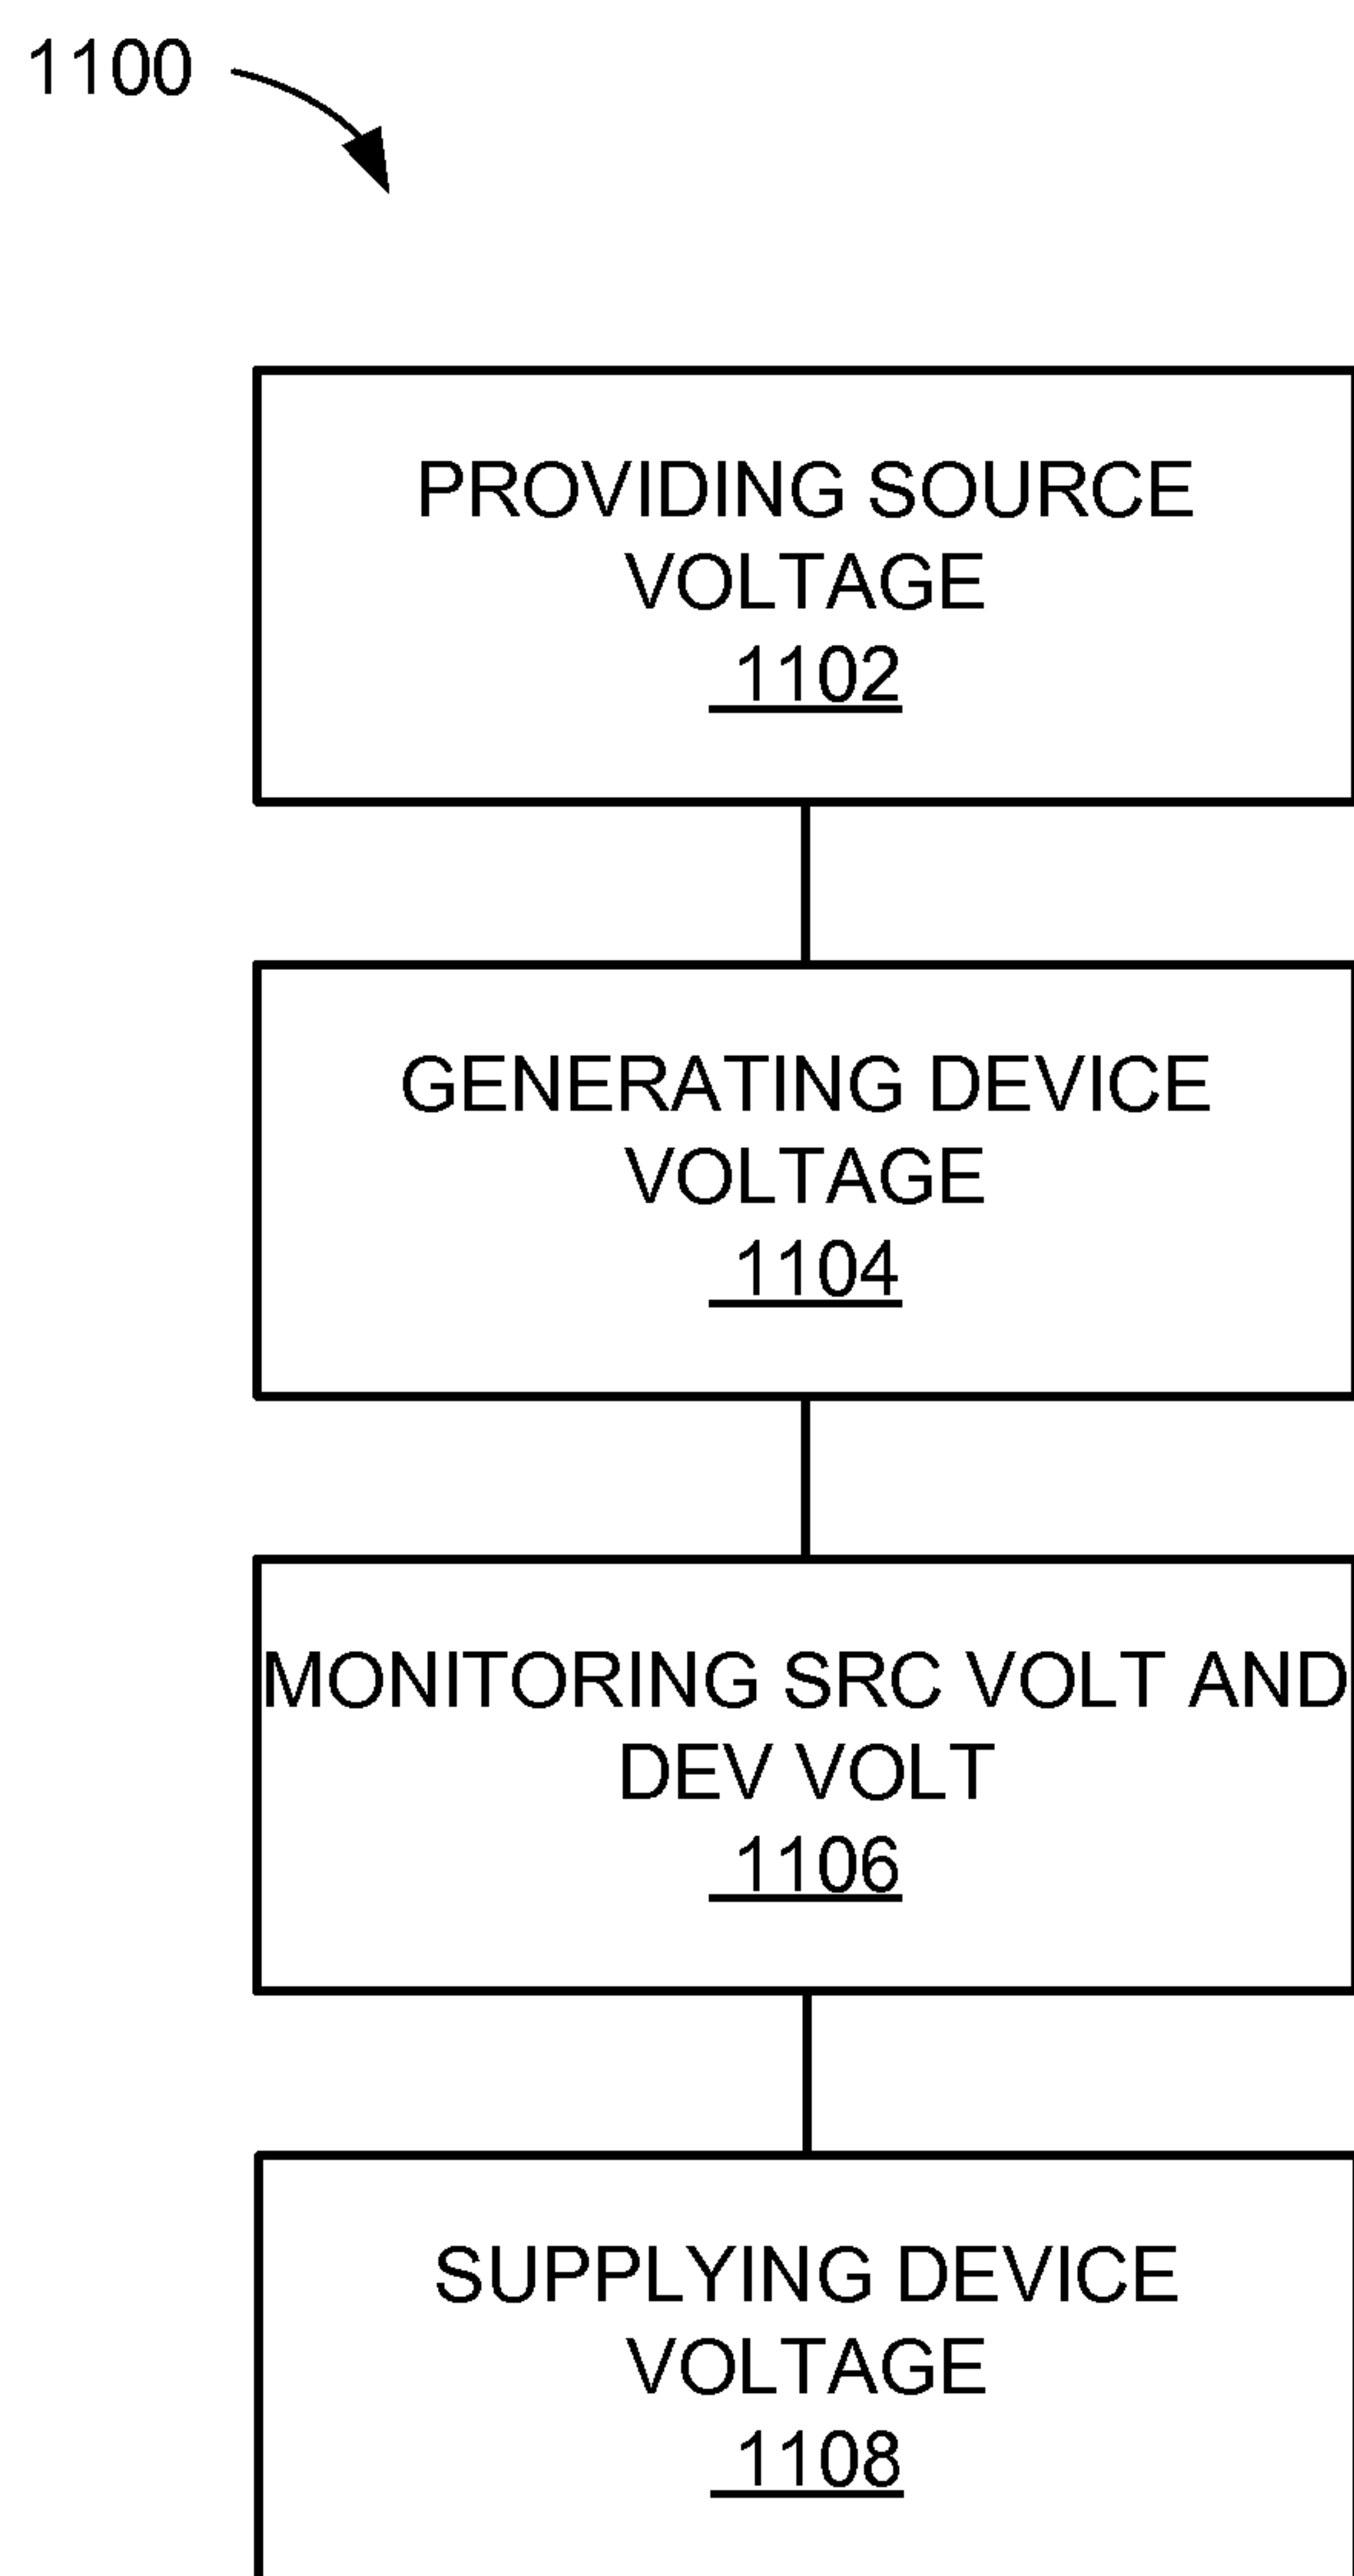 1100
PROVIDING SOURCE
VOLTAGE
1102
GENERATING DEVICE
VOLTAGE
1104
MONITORING SRC VOLT AND
DEV VOLT
1106
SUPPLYING DEVICE
VOLTAGE
1108